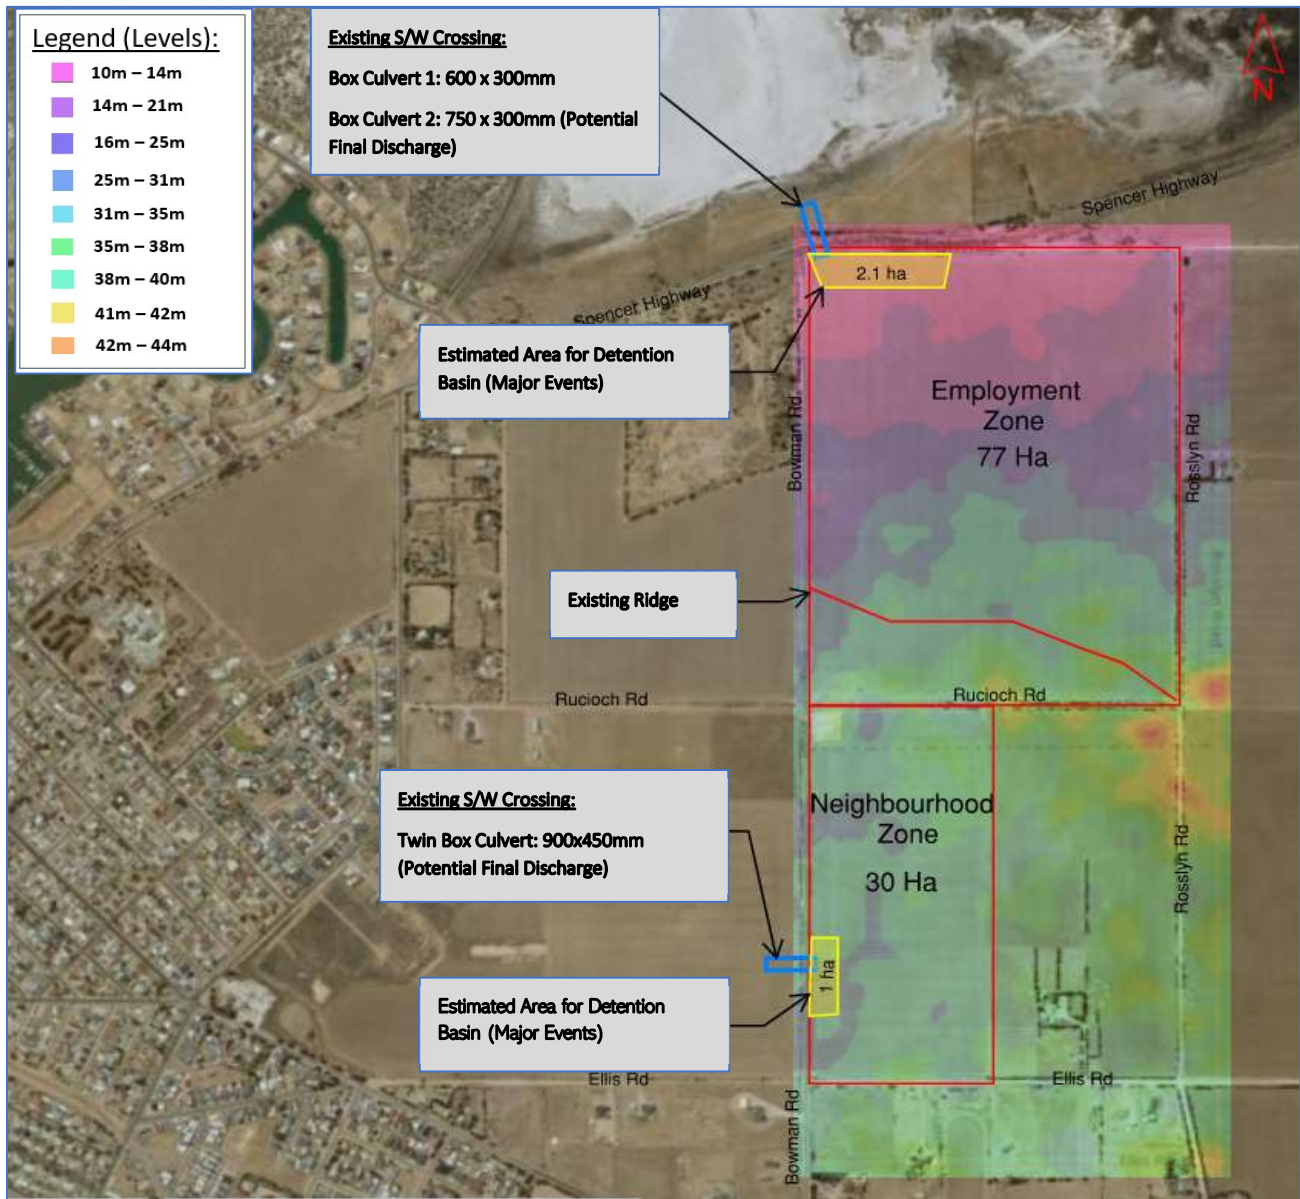 Legend (Levels):
10m – 14m
14m – 21m
16m – 25m
25m – 31m
31m – 35m
35m – 38m
38m – 40m
41m – 42m
42m – 44m
Existing S/W Crossing:
Box Culvert 1: 600 x 300mm
Box Culvert 2: 750 x 300mm (Potential
Final Discharge)
N
Spencer Highway
Spencer Highway
2.1 ha
Estimated Area for Detention
Basin (Major Events)
Employment
Zone
77 Ha
Bowman Rd
Rosslyn Rd
Existing Ridge
Rucioch Rd
Rucioch Rd
Existing S/W Crossing:
Twin Box Culvert: 900x450mm
(Potential Final Discharge)
Neighbourhood
Zone
30 Ha
Rosslyn Rd
1 ha
Estimated Area for Detention
Basin (Major Events)
Ellis Rd
Ellis Rd
Bowman Rd